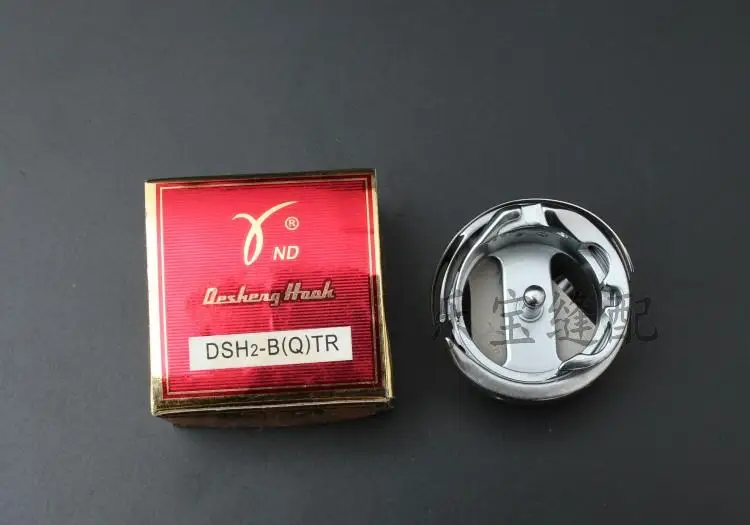 ®
ND
Desheng Hook
DSH2-B(Q)TR
宝缝配